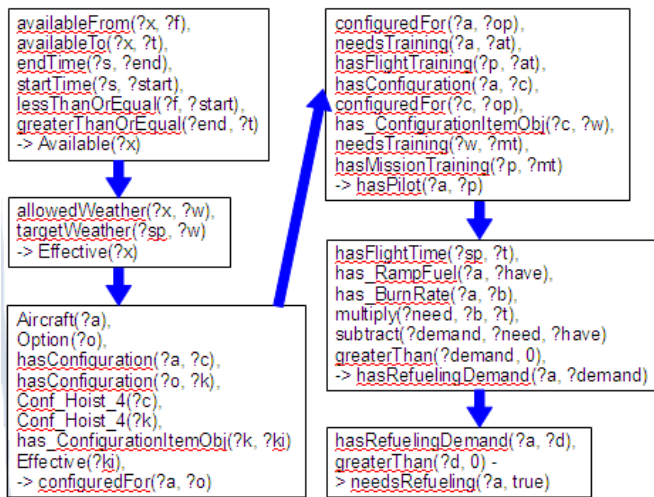 availableFrom(?x, ?f),
availableTo(?x, ?t),
endTime(?s, ?end),
startTime(?s, ?start),
lessThanOrEqual(?f, ?start),
greaterThanOrEqual(?end, ?t)
-> Available(?x)
allowedWeather(?x, ?w),
targetWeather(?sp, ?w)
-> Effective(?x)
Aircraft(?a),
Option(?o),
hasConfiguration(?a, ?c),
hasConfiguration(?o, ?k),
Conf_Hoist_4(?c),
Conf_Hoist_4(?k),
has_ConfigurationItemObj(?k, ?ki)
Effective(?ki),
-> configuredFor(?a, ?o)
configuredFor(?a, ?op),
needsTraining(?a, ?at),
hasFlightTraining(?p, ?at),
hasConfiguration(?a, ?c),
configuredFor(?c, ?op),
has_ConfigurationItemObj(?c, ?w),
needsTraining(?w, ?mt),
hasMissionTraining(?p, ?mt)
-> hasPilot(?a, ?p)
hasFlightTime(?sp, ?t),
has_RampFuel(?a, ?have),
has_BurnRate(?a, ?b),
multiply(?need, ?b, ?t),
subtract(?demand, ?need, ?have)
greaterThan(?demand, 0),
-> hasRefuelingDemand(?a, ?demand)
hasRefuelingDemand(?a, ?d),
greaterThan(?d, 0) -
> needsRefueling(?a, true)